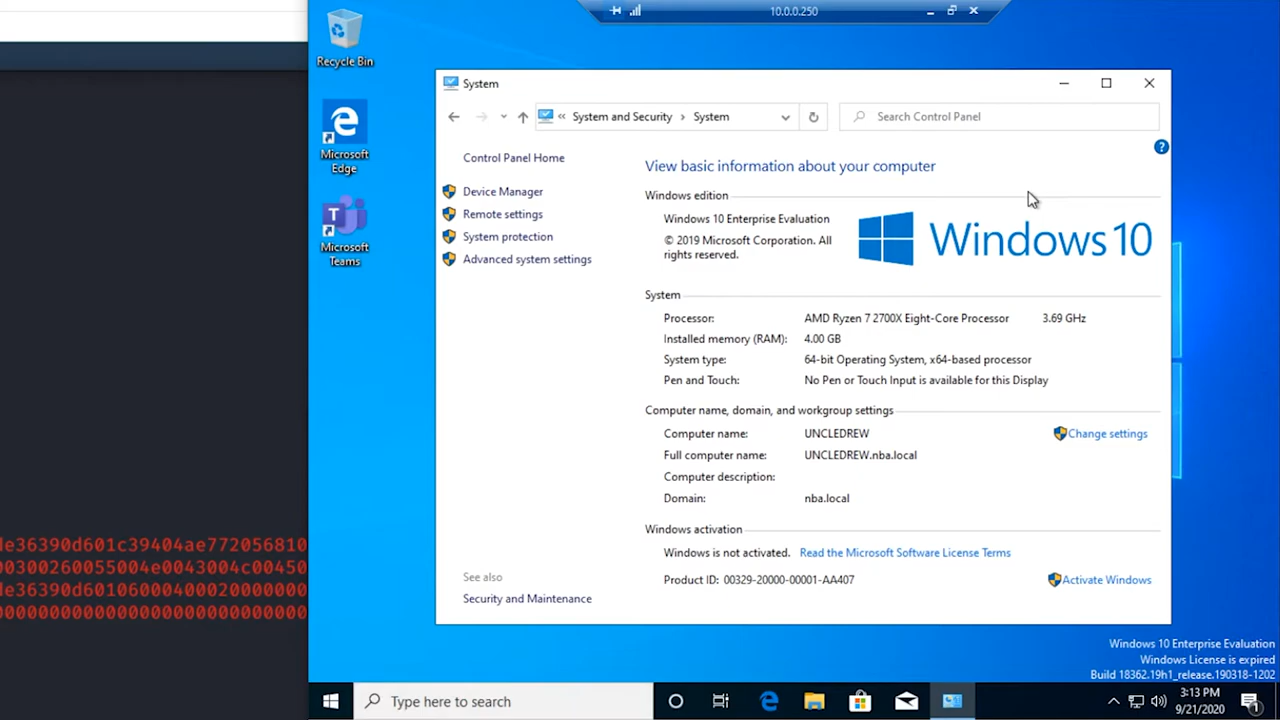 10.0.0.250
Recycle Bin
Microsoft
Edge
Microsoft
Teams
System
« System and Security › System
Search Control Panel
Control Panel Home
Device Manager
Remote settings
System protection
Advanced system settings
See also
Security and Maintenance
View basic information about your computer
Windows edition
Windows 10 Enterprise Evaluation
© 2019 Microsoft Corporation. All
rights reserved.
Windows 10
System
Processor: AMD Ryzen 7 2700X Eight-Core Processor 3.69 GHz
Installed memory (RAM): 4.00 GB
System type: 64-bit Operating System, x64-based processor
Pen and Touch: No Pen or Touch Input is available for this Display
Computer name, domain, and workgroup settings
Computer name: UNCLEDREW
Change settings
Full computer name: UNCLEDREW.nba.local
Computer description:
Domain: nba.local
Windows activation
Windows is not activated. Read the Microsoft Software License Terms
Product ID: 00329-20000-00001-AA407
Activate Windows
de36390d601c39404ae772056810
00300260055004e0043004c00450
de36390d6010600040002000000
0000000000000000000000000000
Windows 10 Enterprise Evaluation
Windows License is expired
Build 18362.19h1_release.190318-1202
Type here to search
3:13 PM
9/21/2020
1